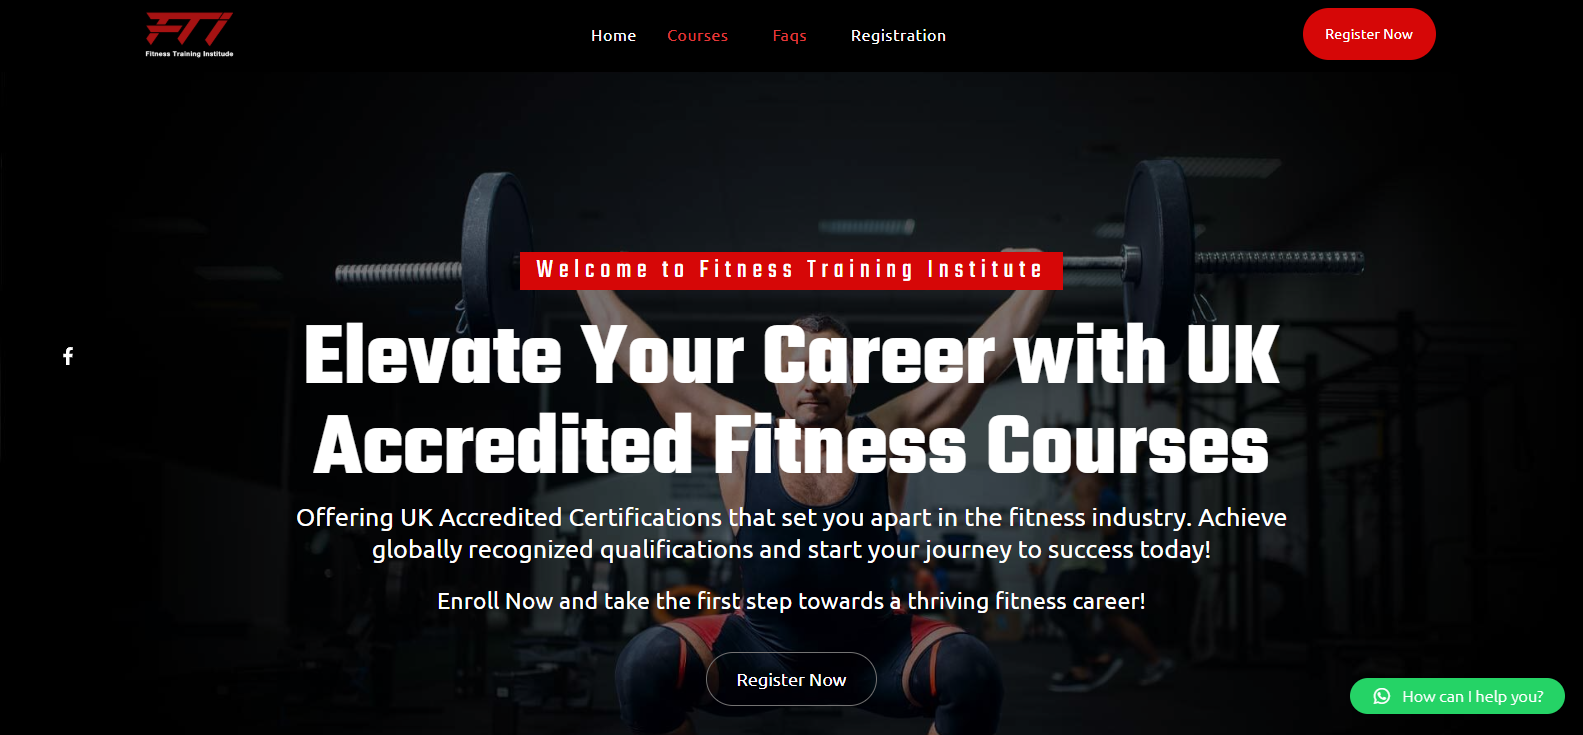 FTI
Fitness Training Institude
Home Courses Faqs Registration
Register Now
Welcome to Fitness Training Institute
Elevate Your Career with UK
Accredited Fitness Courses
Offering UK Accredited Certifications that set you apart in the fitness industry. Achieve
globally recognized qualifications and start your journey to success today!
Enroll Now and take the first step towards a thriving fitness career!
Register Now
How can I help you?